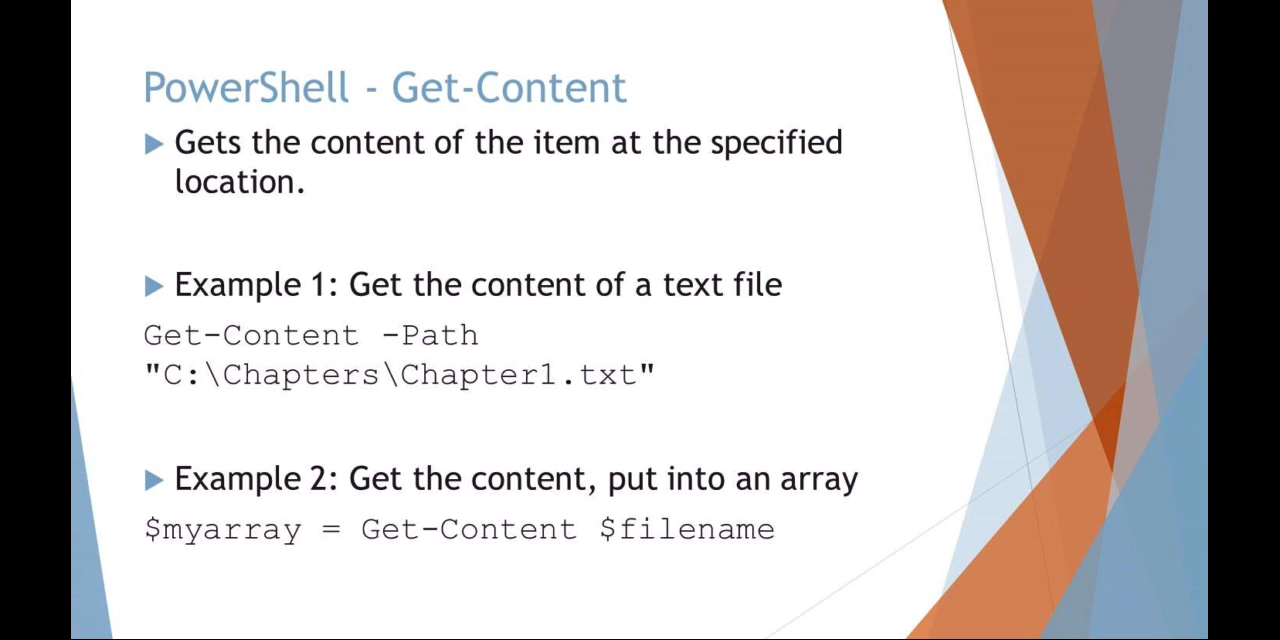 PowerShell - Get-Content
Gets the content of the item at the specified
location.
Example 1: Get the content of a text file
Get-Content -Path
"C:\Chapters\Chapter1.txt"
Example 2: Get the content, put into an array
$myarray = Get-Content $filename